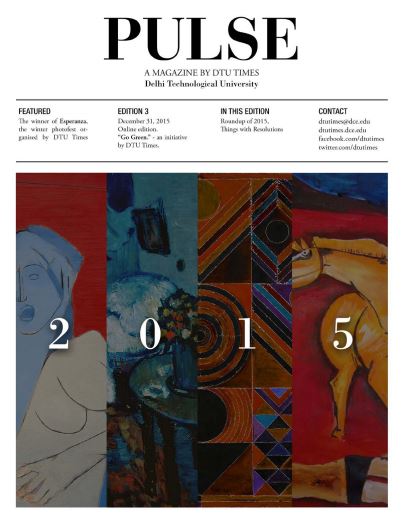 PULSE
A MAGAZINE BY DTU TIMES
Delhi Technological University
FEATURED
The winner of Esperanza,
the winter photofest or-
ganised by DTU Times
EDITION 3
December 31, 2015
Online edition.
"Go Green." - an initiative
by DTU Times.
IN THIS EDITION
Roundup of 2015,
Things with Resolutions
CONTACT
dtutimes@dce.edu
dtutimes.dce.edu
facebook.com/dtutimes
twitter.com/dtutimes
2 0 1 5